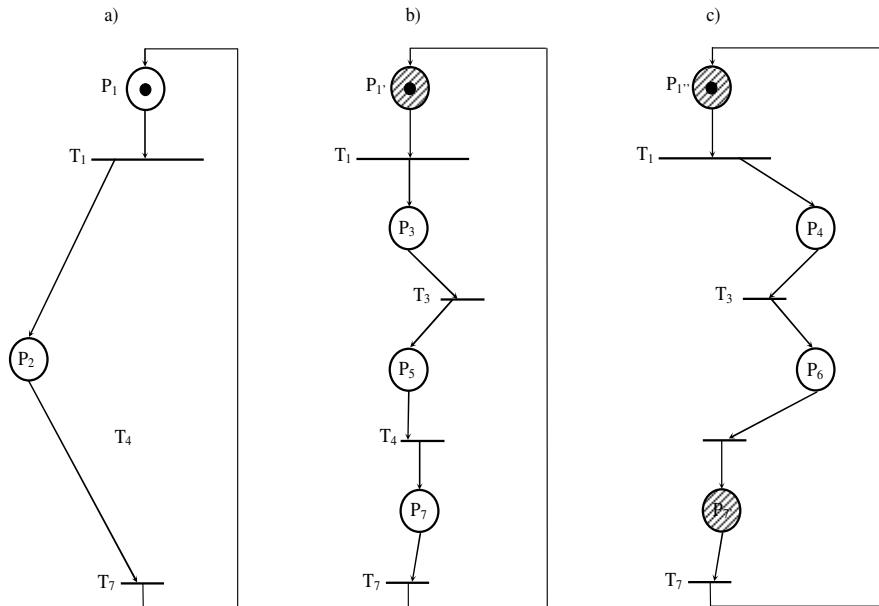 a) b) c)
P1 P1' P1''
T1 T1 T1
P3 P4
T3 T3
P2 P5 P6
T4 T4
P7 P7'
T7 T7 T7